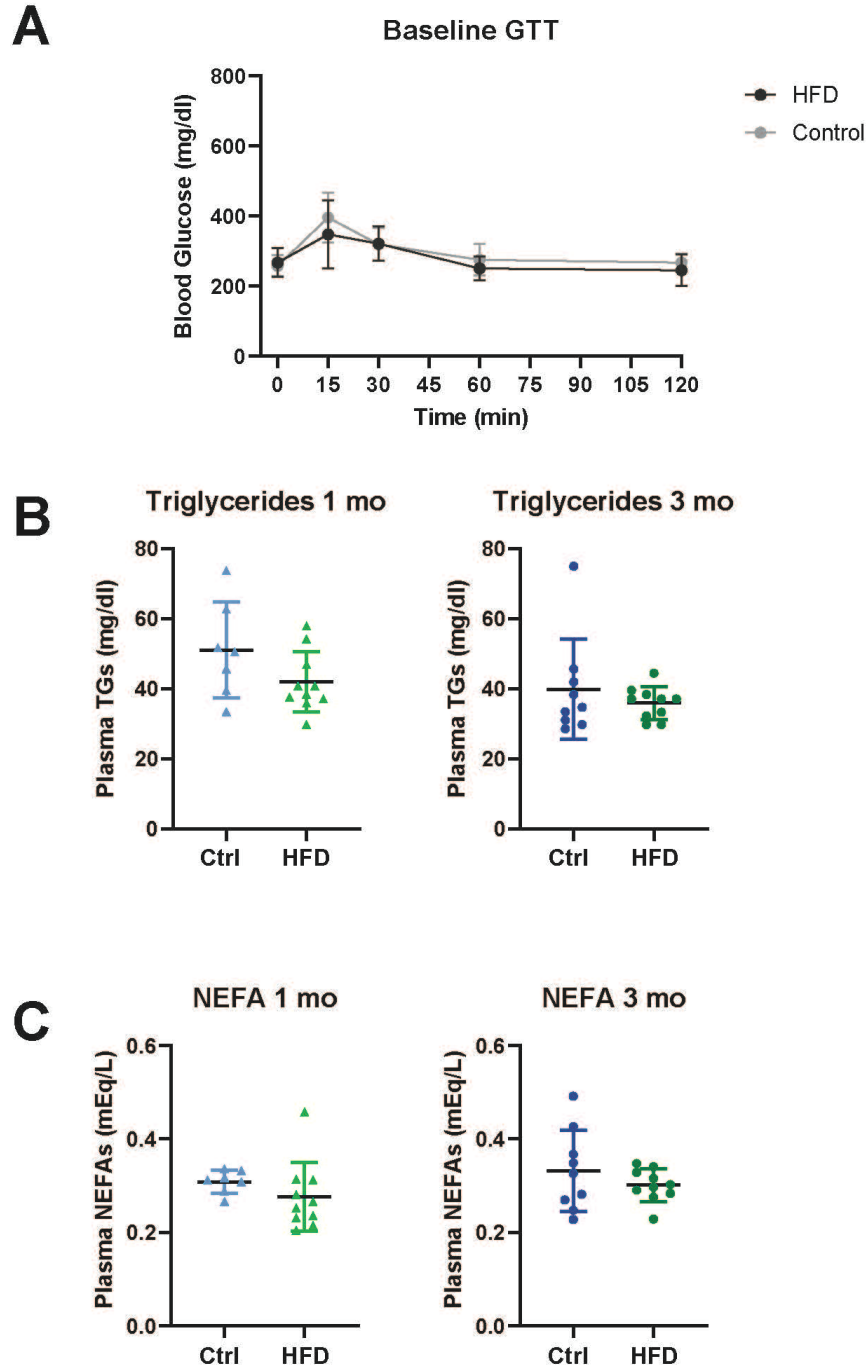 A
Baseline GTT
Blood Glucose (mg/dl)
800
600
400
200
0
0 15 30 45 60 75 90 105 120
Time (min)
HFD
Control
B
Triglycerides 1 mo
Plasma TGs (mg/dl)
80
60
40
20
0
Ctrl HFD
Triglycerides 3 mo
Plasma TGs (mg/dl)
80
60
40
20
0
Ctrl HFD
C
NEFA 1 mo
Plasma NEFAs (mEq/L)
0.6
0.4
0.2
0.0
Ctrl HFD
NEFA 3 mo
Plasma NEFAs (mEq/L)
0.6
0.4
0.2
0.0
Ctrl HFD